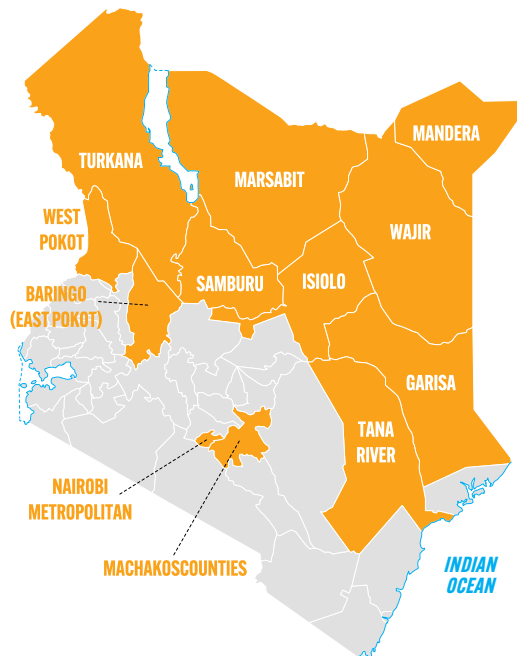 MANDERA
TURKANA
MARSABIT
WEST
POKOT
WAJIR
SAMBURU
ISIOLO
BARINGO
(EAST POKOT)
GARISA
TANA
RIVER
NAIROBI
METROPOLITAN
MACHAKOSCOUNTIES
INDIAN
OCEAN